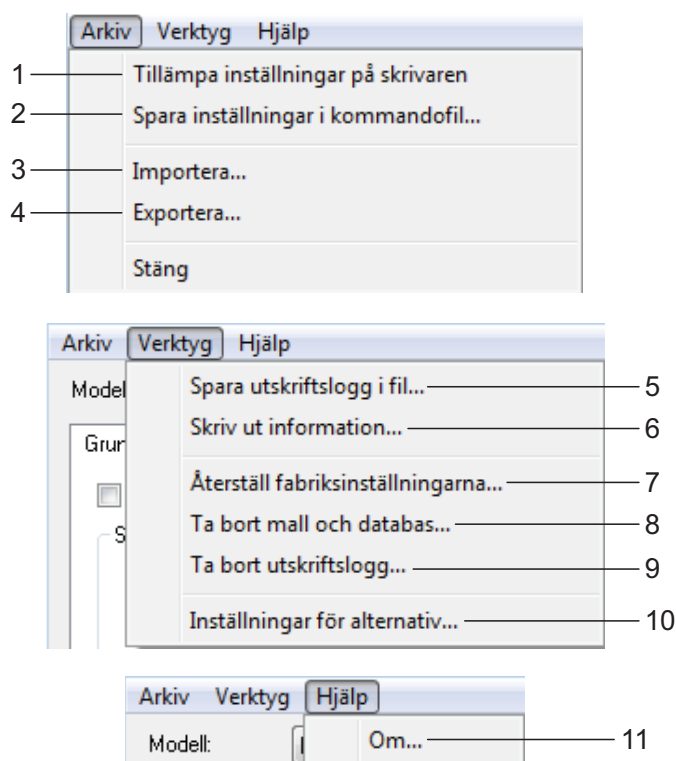 Arkiv Verktyg Hjälp
1 Tillämpa inställningar på skrivaren
2 Spara inställningar i kommandofil...
3 Importera...
4 Exportera...
Stäng
Arkiv Verktyg Hjälp
Model
Spara utskriftslogg i fil... 5
Skriv ut information... 6
Grun
Återställ fabriksinställningarna... 7
S Ta bort mall och databas... 8
Ta bort utskriftslogg... 9
Inställningar för alternativ... 10
Arkiv Verktyg Hjälp
Modell: Om... 11